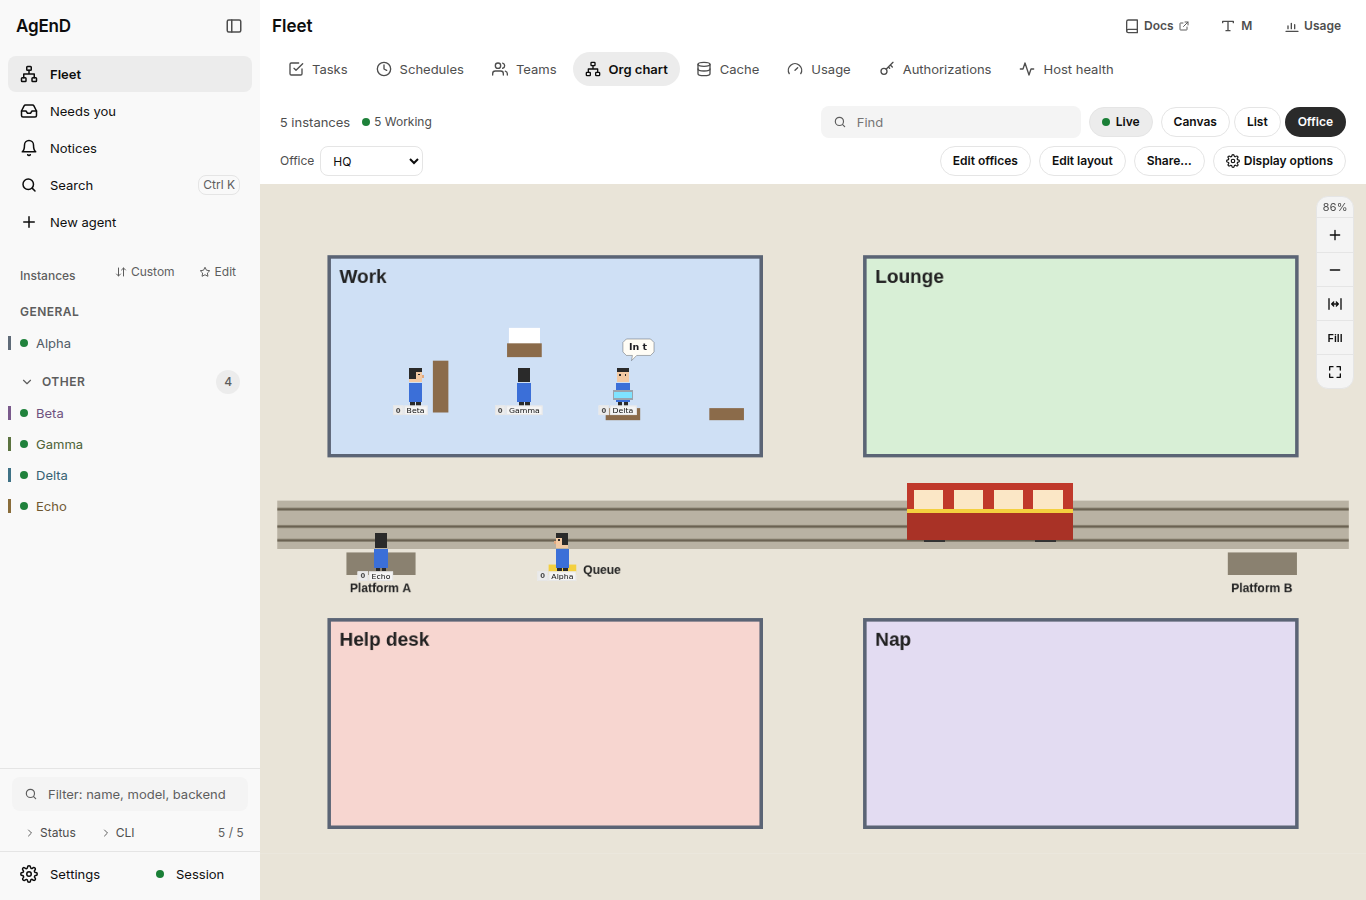 AgEnD
Fleet
Needs you
Notices
Search
Ctrl K
New agent
Instances
Custom
Edit
GENERAL
Alpha
OTHER
4
Beta
Gamma
Delta
Echo
Filter: name, model, backend
Status
CLI
5 / 5
Settings
Session
Fleet
Docs
M
Usage
Tasks
Schedules
Teams
Org chart
Cache
Usage
Authorizations
Host health
5 instances
5 Working
Find
Live
Canvas
List
Office
Office
HQ
Edit offices
Edit layout
Share...
Display options
86%
Fill
Work
Lounge
In t
0 Beta
0 Gamma
0 Delta
0 Echo
Platform A
0 Alpha
Queue
Platform B
Help desk
Nap